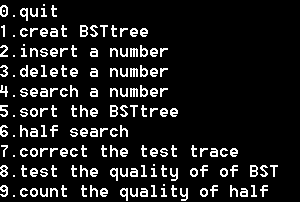 0.quit
1.creat BSTtree
2.insert a number
3.delete a number
4.search a number
5.sort the BSTtree
6.half search
7.correct the test trace
8.test the quality of of BST
9.count the quality of half